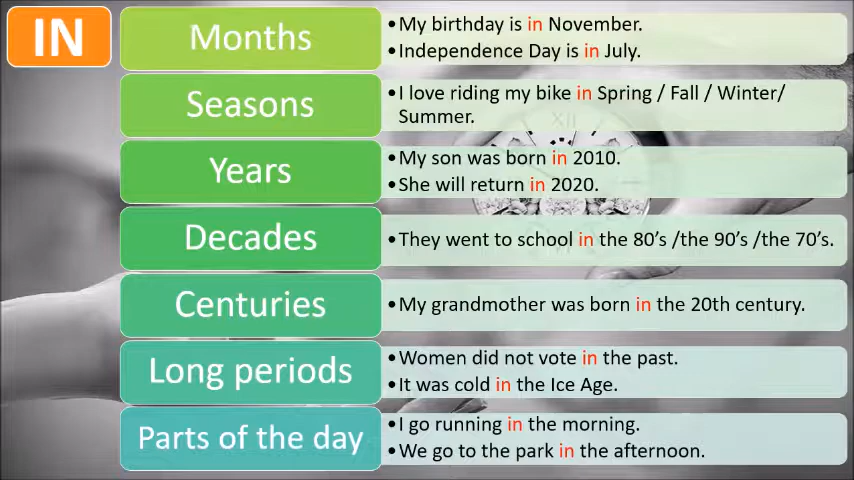 IN
Months
•My birthday is in November.
•Independence Day is in July.
Seasons
•I love riding my bike in Spring / Fall / Winter/
Summer.
Years
•My son was born in 2010.
•She will return in 2020.
Decades
•They went to school in the 80’s /the 90’s /the 70’s.
Centuries
•My grandmother was born in the 20th century.
Long periods
•Women did not vote in the past.
•It was cold in the Ice Age.
Parts of the day
•I go running in the morning.
•We go to the park in the afternoon.
XII